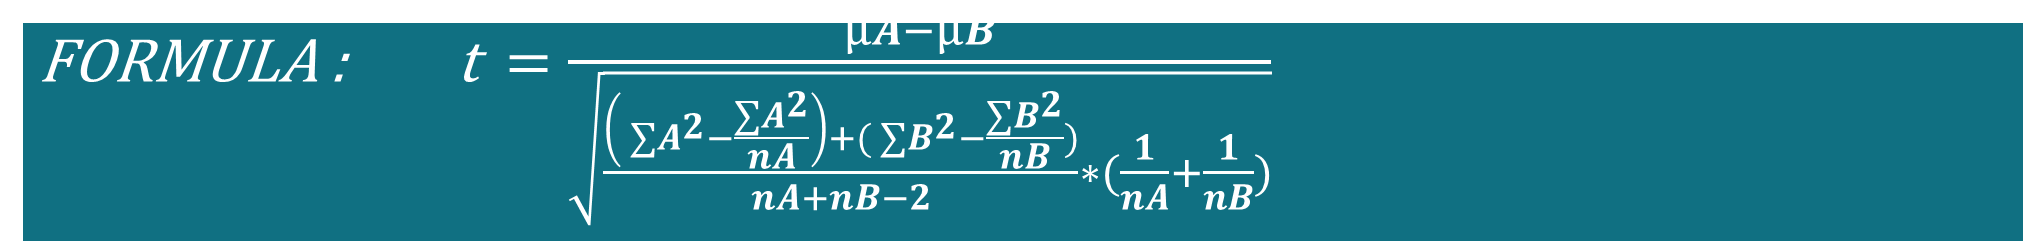 FORMULA : t = μA−μB / √((∑A²−∑A²/nA)+(∑B²−∑B²/nB) / nA+nB−2 *(1/nA+1/nB))